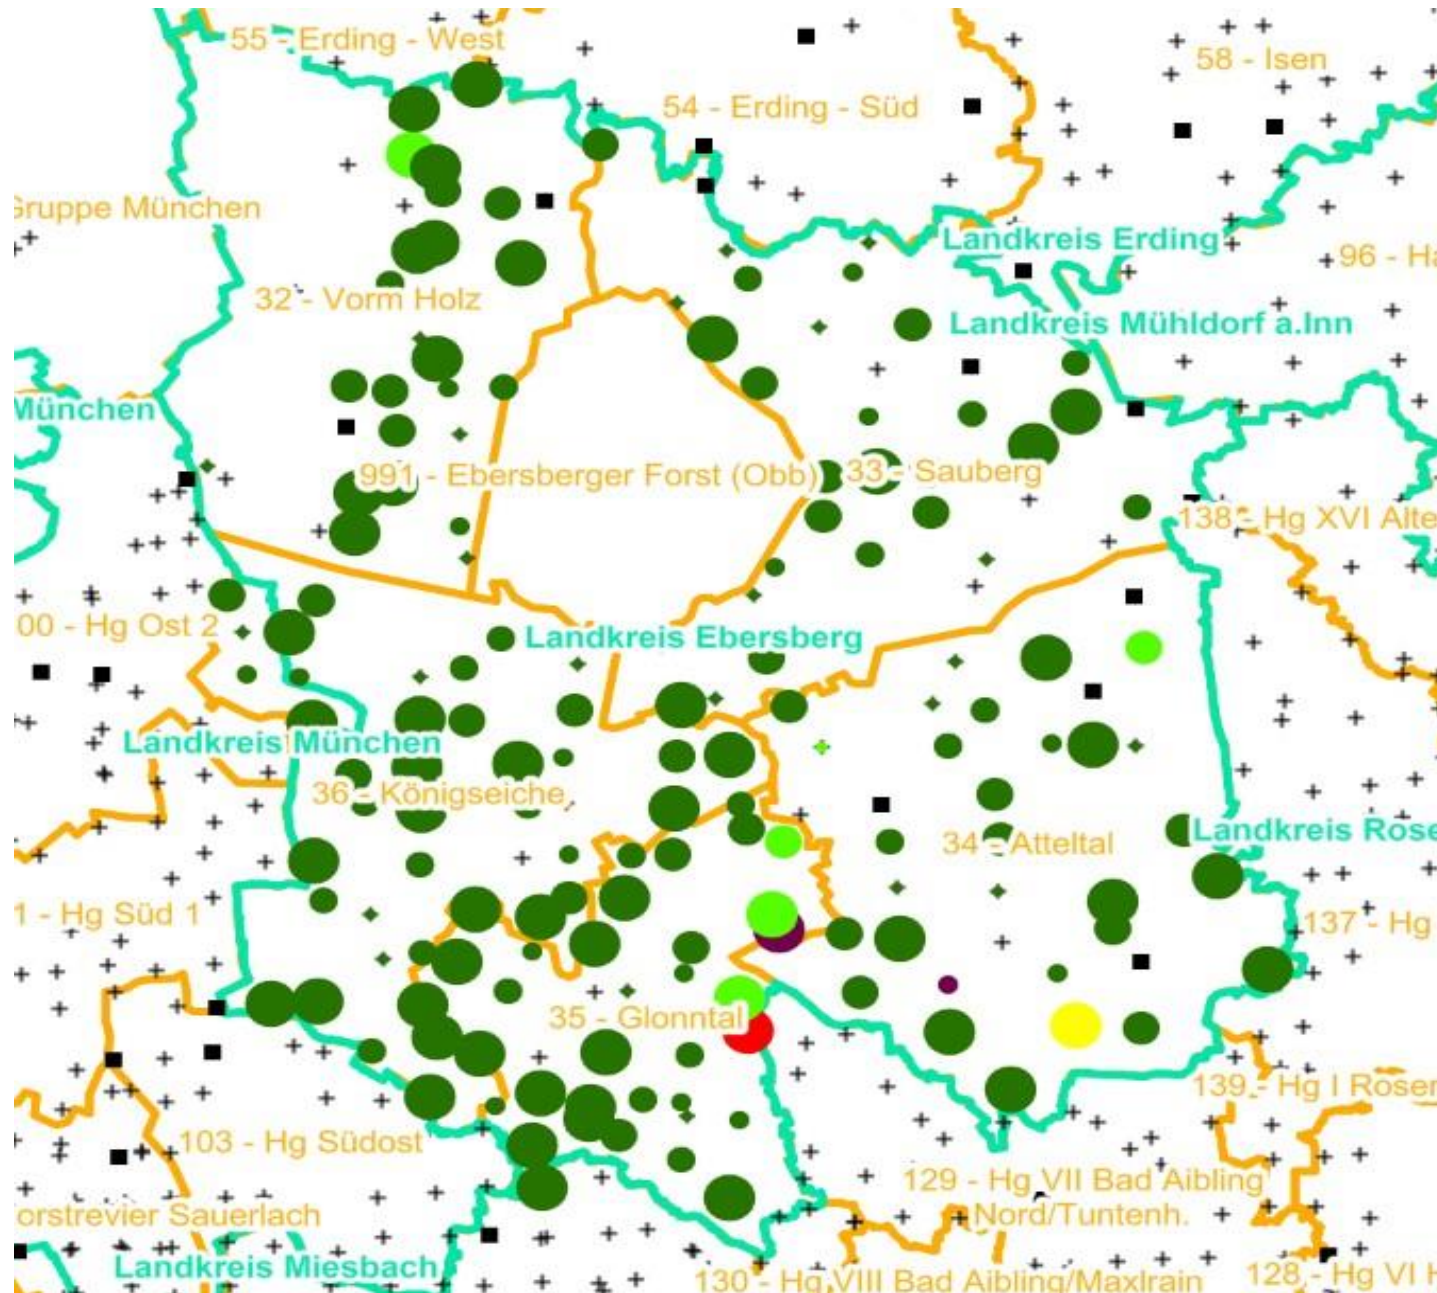 55 - Erding - West
58 - Isen
54 - Erding - Süd
Gruppe München
Landkreis Erding
96 - Ha
32 - Vorm Holz
Landkreis Mühldorf a.Inn
München
991 - Ebersberger Forst (Obb)
33 - Sauberg
138 - Hg XVI Alte
00 - Hg Ost 2
Landkreis Ebersberg
Landkreis München
36 - Königseiche
34 - Atteltal
Landkreis Rose
1 - Hg Süd 1
137 - Hg
35 - Glonntal
139 - Hg I Roser
103 - Hg Südost
129 - Hg VII Bad Aibling
Nord/Tuntenh.
orstrevier Sauerlach
Landkreis Miesbach
130 - Hg VIII Bad Aibling/Maxlrain
128 - Hg VI H